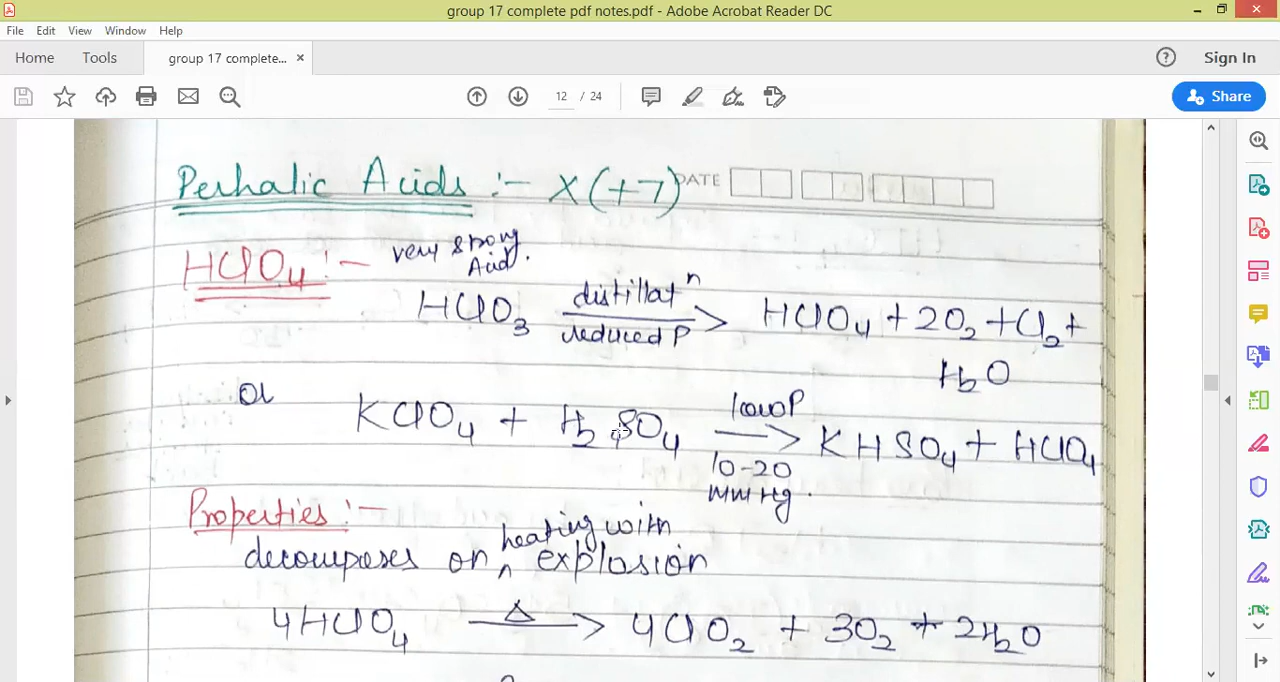 group 17 complete pdf notes.pdf - Adobe Acrobat Reader DC
File Edit View Window Help
Home Tools group 17 complete... × Sign In
12 / 24 Share
Perhalic Acids :- X(+7) DATE
HClO4 :- very strong Acid.
HClO3 distillatn reduced P > HClO4 + 2O2 + Cl2 +
H2O
Or
KClO4 + H2SO4 low P 10-20 mm Hg. → KHSO4 + HClO4
Properties :-
decomposes on heating with explosion
4HClO4 Δ → 4ClO2 + 3O2 + 2H2O